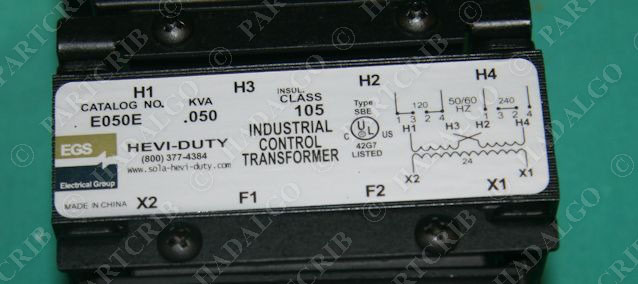 H1 H3 H2 H4
CATALOG NO. KVA INSUL. CLASS
E050E .050 105
Type SBE
C UL US
42G7
LISTED
120 50/60 HZ 240
1 3 2 4 1 3 2 4
H1 H3 H2 H4
X2 24 X1
EGS
Electrical Group
HEVI-DUTY
(800) 377-4384
www.sola-hevi-duty.com
INDUSTRIAL
CONTROL
TRANSFORMER
MADE IN CHINA X2 F1 F2 X1
© PARTCRIB © HADALGO